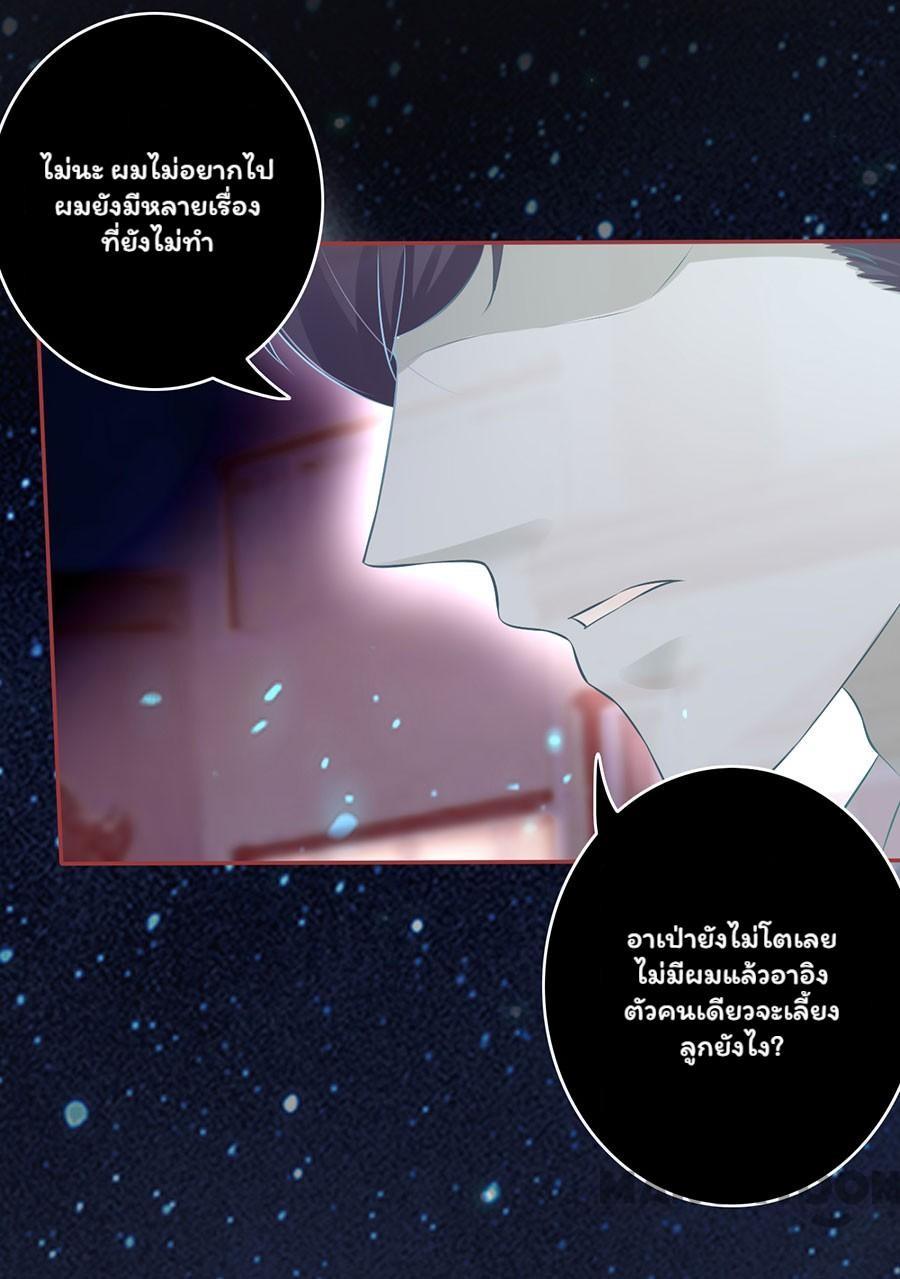 ไม่นะ ผมไม่อยากไป
ผมยังมีหลายเรื่อง
ที่ยังไม่ทำ
อาเป่ายังไม่โตเลย
ไม่มีผมแล้วอาอิง
ตัวคนเดียวจะเลี้ยง
ลูกยังไง?